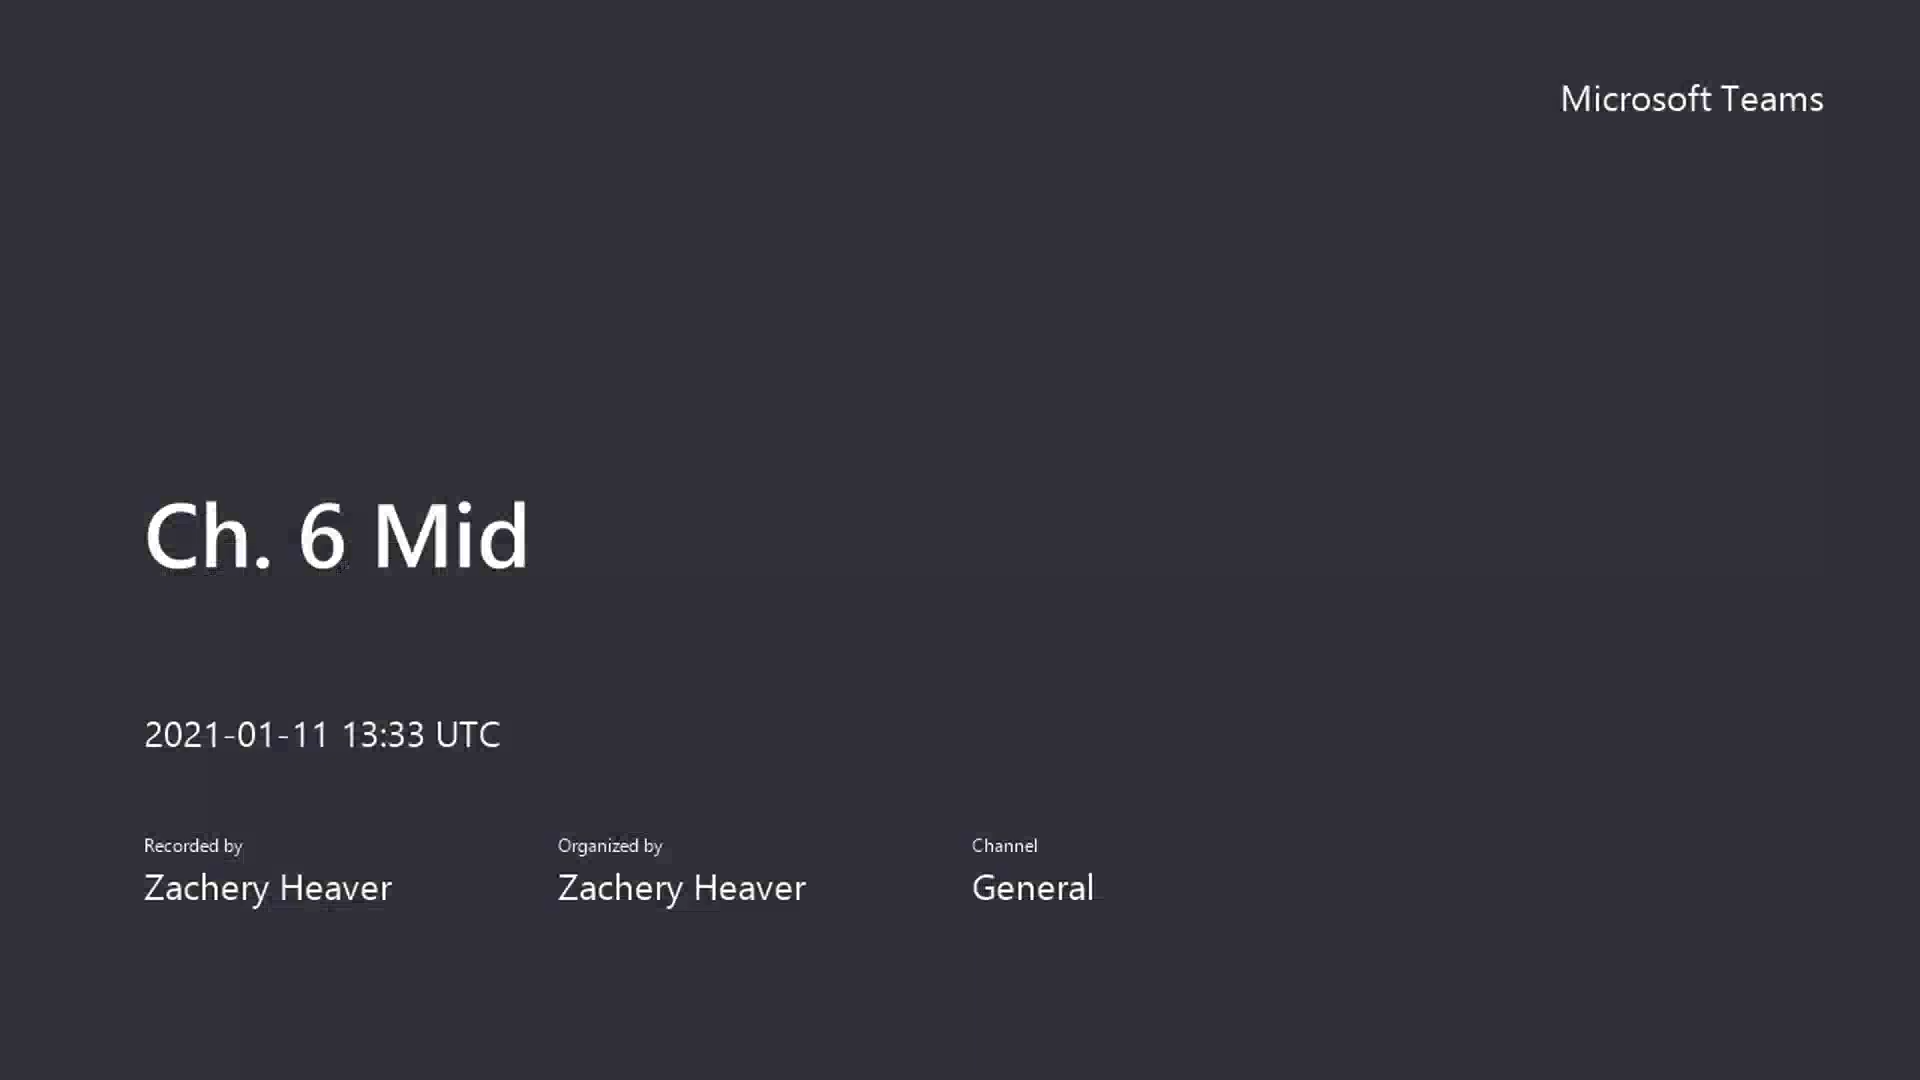 Microsoft Teams
Ch. 6 Mid
2021-01-11 13:33 UTC
Recorded by
Zachery Heaver
Organized by
Zachery Heaver
Channel
General